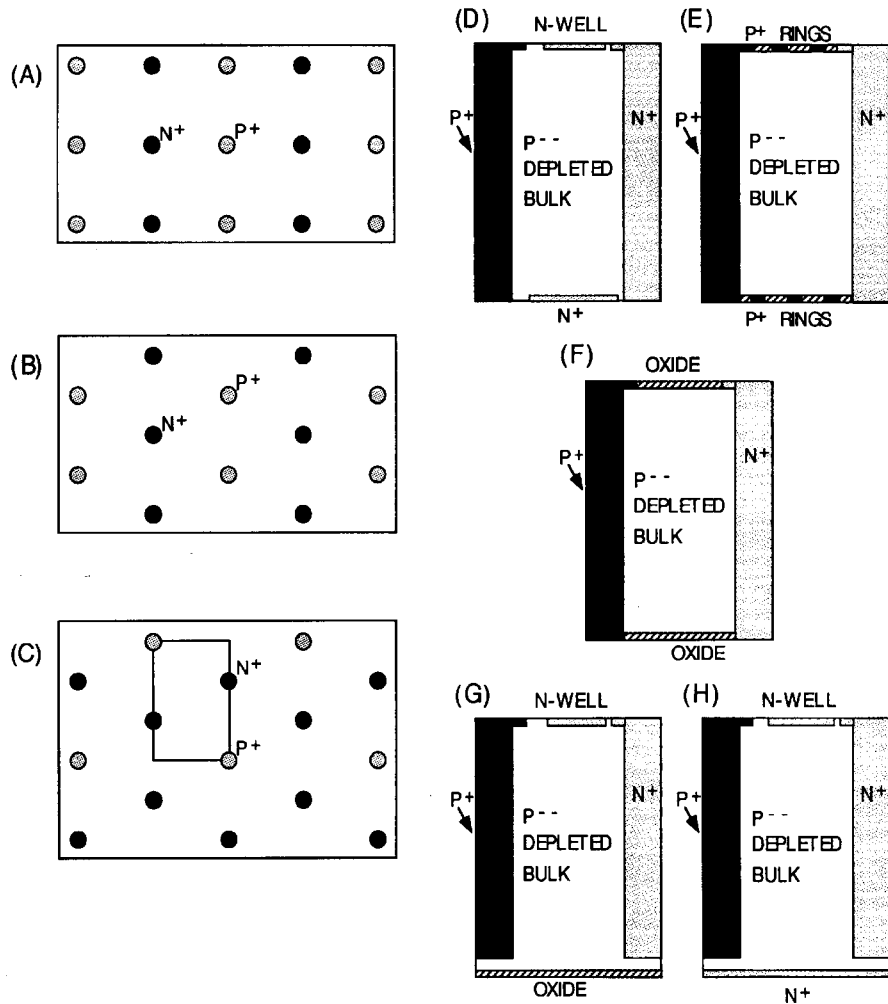 (A)
N+
P+
(B)
P+
N+
(C)
N+
P+
(D)
N-WELL
P+
N+
P--
DEPLETED
BULK
N+
(E)
P+ RINGS
P+
N+
P--
DEPLETED
BULK
P+ RINGS
(F)
OXIDE
P+
N+
P--
DEPLETED
BULK
OXIDE
(G)
N-WELL
P+
N+
P--
DEPLETED
BULK
OXIDE
(H)
N-WELL
P+
N+
P--
DEPLETED
BULK
N+